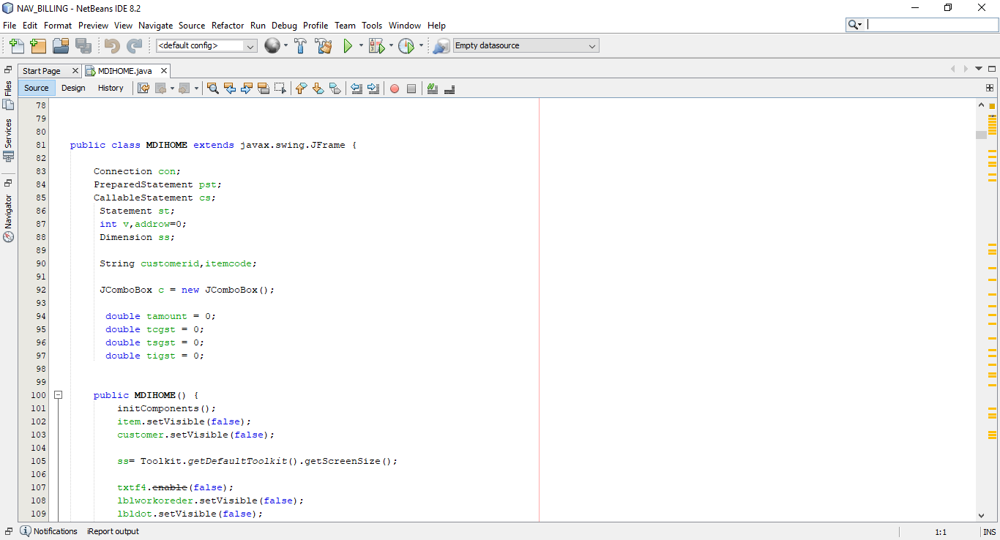 NAV_BILLING - NetBeans IDE 8.2
File Edit Format Preview View Navigate Source Refactor Run Debug Profile Team Tools Window Help
<default config> Empty datasource
Start Page MDIHOME.java
Source Design History
Files
Services
Navigator
78
79
80
81 public class MDIHOME extends javax.swing.JFrame {
82
83 Connection con;
84 PreparedStatement pst;
85 CallableStatement cs;
86 Statement st;
87 int v,addrow=0;
88 Dimension ss;
89
90 String customerid,itemcode;
91
92 JComboBox c = new JComboBox();
93
94 double tamount = 0;
95 double tcgst = 0;
96 double tsgst = 0;
97 double tigst = 0;
98
99
100 public MDIHOME() {
101 initComponents();
102 item.setVisible(false);
103 customer.setVisible(false);
104
105 ss= Toolkit.getDefaultToolkit().getScreenSize();
106
107 txtf4.enable(false);
108 lblworkoreder.setVisible(false);
109 lbldot.setVisible(false);
Notifications iReport output 1:1 INS